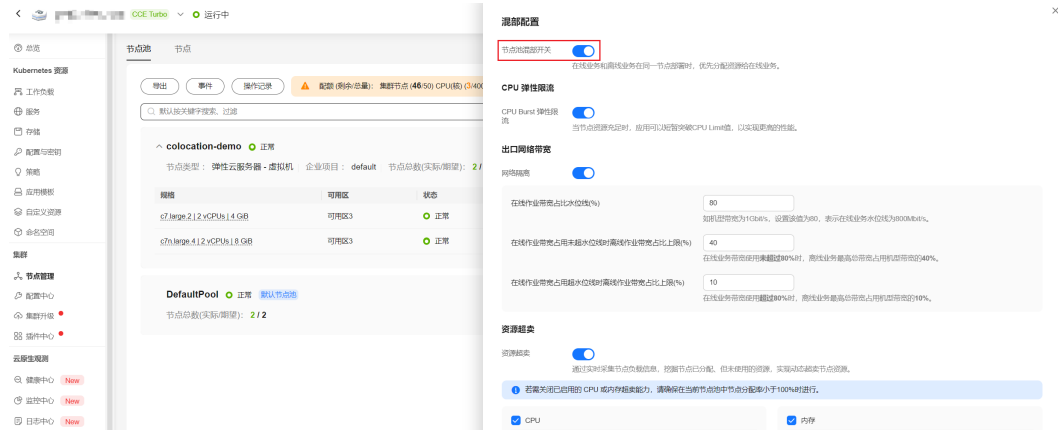 CCE Turbo 运行中
总览
Kubernetes 资源
工作负载
服务
存储
配置与密钥
策略
应用模板
自定义资源
命名空间
集群
节点管理
配置中心
集群升级
插件中心
云原生观测
健康中心 New
监控中心 New
日志中心 New
节点池 节点
导出 事件 操作记录 配额 (剩余/总量): 集群节点 (46/50) CPU(核) (3/400
默认按关键字搜索、过滤
colocation-demo 正常
节点类型： 弹性云服务器 - 虚拟机 企业项目： default 节点总数(实际/期望): 2 /
规格 可用区 状态
c7.large.2 | 2 vCPUs | 4 GiB 可用区3 正常
c7n.large.4 | 2 vCPUs | 8 GiB 可用区3 正常
DefaultPool 正常 默认节点池
节点总数(实际/期望): 2 / 2
混部配置
节点池混部开关
在线业务和离线业务在同一节点部署时，优先分配资源给在线业务。
CPU 弹性限流
CPU Burst 弹性限
流
当节点资源充足时，应用可以短暂突破CPU Limit值，以实现更高的性能。
出口网络带宽
网络隔离
在线作业带宽占比水位线(%) 80
如机型带宽为1Gbit/s，设置该值为80，表示在线业务水位线为800Mbit/s。
在线作业带宽占用未超水位线时离线作业带宽占比上限(%) 40
在线业务带宽使用未超过80%时，离线业务最高总带宽占用机型带宽的40%。
在线作业带宽占用超水位线时离线作业带宽占比上限(%) 10
在线业务带宽使用超过80%时，离线业务最高总带宽占用机型带宽的10%。
资源超卖
资源超卖
通过实时采集节点负载信息，挖掘节点已分配，但未使用的资源，实现动态超卖节点资源。
若需关闭已启用的 CPU 或内存超卖能力，请确保在当前节点池中节点分配率小于100%时进行。
CPU 内存